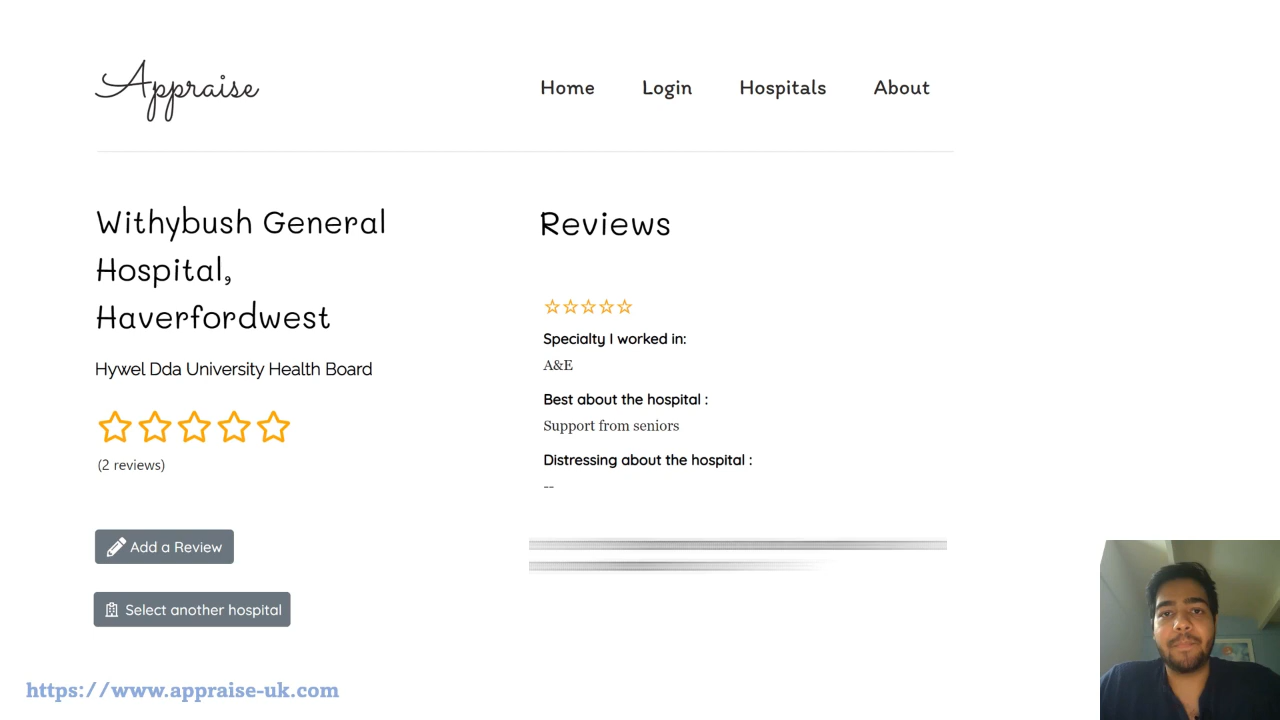 Appraise
Home Login Hospitals About
Withybush General
Hospital,
Haverfordwest
Hywel Dda University Health Board
(2 reviews)
Add a Review
Select another hospital
Reviews
Specialty I worked in:
A&E
Best about the hospital :
Support from seniors
Distressing about the hospital :
--
https://www.appraise-uk.com